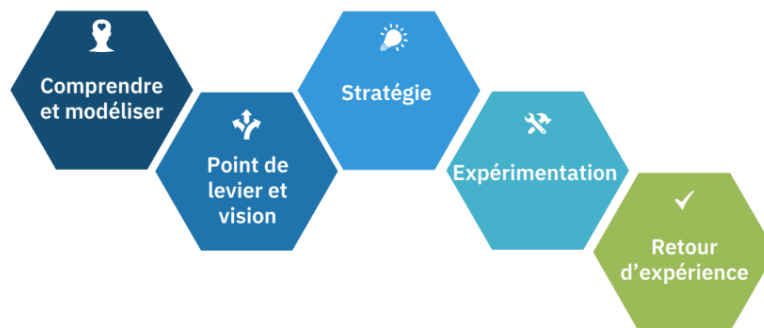 Comprendre
et modéliser
Point de
levier et
vision
Stratégie
Expérimentation
Retour
d'expérience